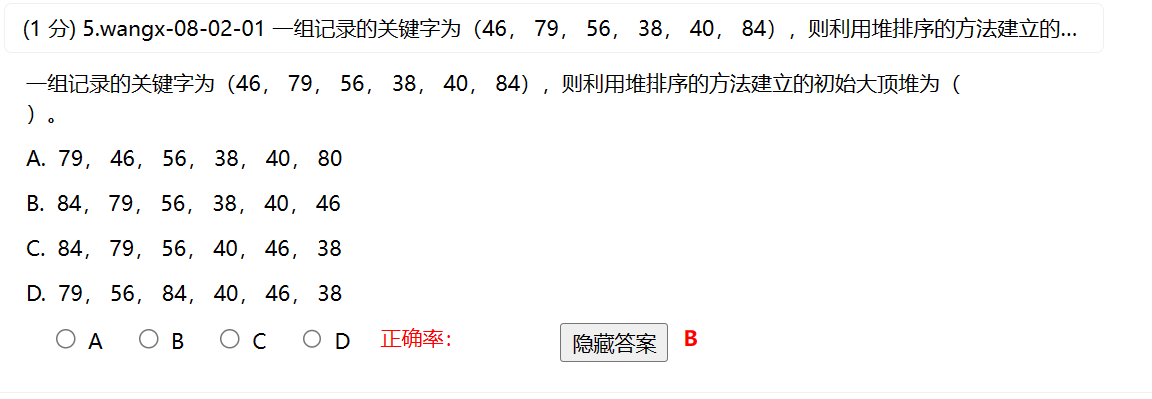 (1 分) 5.wangx-08-02-01 一组记录的关键字为（46， 79， 56， 38， 40， 84），则利用堆排序的方法建立的...
一组记录的关键字为（46， 79， 56， 38， 40， 84），则利用堆排序的方法建立的初始大顶堆为（
）。
A. 79， 46， 56， 38， 40， 80
B. 84， 79， 56， 38， 40， 46
C. 84， 79， 56， 40， 46， 38
D. 79， 56， 84， 40， 46， 38
A B C D 正确率: 隐藏答案 B